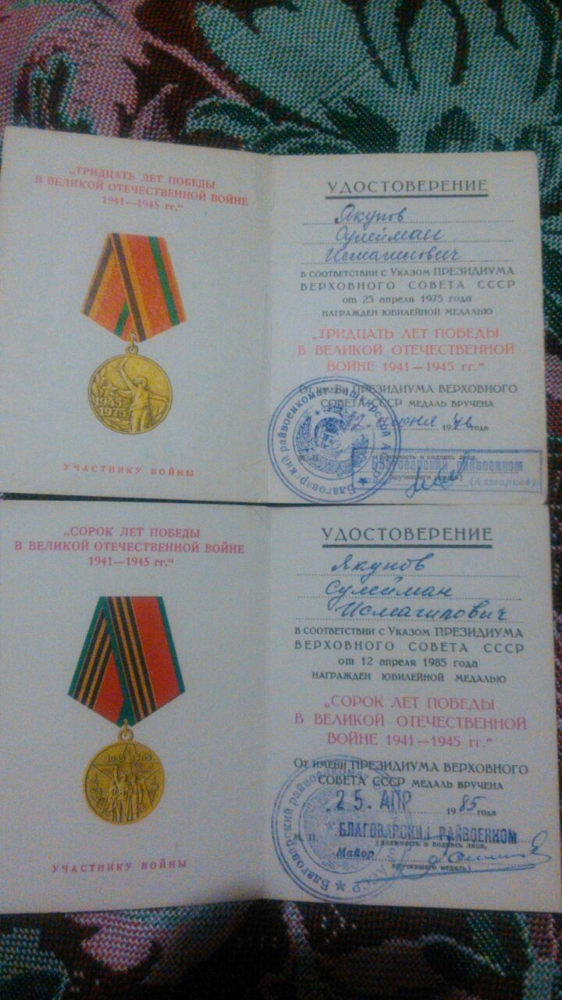 „ТРИДЦАТЬ ЛЕТ ПОБЕДЫ
В ВЕЛИКОЙ ОТЕЧЕСТВЕННОЙ ВОЙНЕ
1941—1945 гг.“
1945
1975
УЧАСТНИКУ ВОЙНЫ
УДОСТОВЕРЕНИЕ
Якупов
Сулейман
Исмагилович
В СООТВЕТСТВИИ С УКАЗОМ ПРЕЗИДИУМА
ВЕРХОВНОГО СОВЕТА СССР
от 25 апреля 1975 года
НАГРАЖДЕН ЮБИЛЕЙНОЙ МЕДАЛЬЮ
„ТРИДЦАТЬ ЛЕТ ПОБЕДЫ
В ВЕЛИКОЙ ОТЕЧЕСТВЕННОЙ
ВОЙНЕ 1941—1945 гг.“
ОТ ИМЕНИ ПРЕЗИДИУМА ВЕРХОВНОГО
СОВЕТА СССР МЕДАЛЬ ВРУЧЕНА
июня 1976 года
М. П.
(должность и подпись лица,
Благоварский райвоенком
вручившего медаль) (Ахтариев)
Благоварский райвоенкомат Башкирской АССР
„СОРОК ЛЕТ ПОБЕДЫ
В ВЕЛИКОЙ ОТЕЧЕСТВЕННОЙ ВОЙНЕ
1941—1945 гг.“
1945 1985
УЧАСТНИКУ ВОЙНЫ
УДОСТОВЕРЕНИЕ
Якупов
Сулейман
Исмагилович
В СООТВЕТСТВИИ С УКАЗОМ ПРЕЗИДИУМА
ВЕРХОВНОГО СОВЕТА СССР
от 12 апреля 1985 года
НАГРАЖДЕН ЮБИЛЕЙНОЙ МЕДАЛЬЮ
„СОРОК ЛЕТ ПОБЕДЫ
В ВЕЛИКОЙ ОТЕЧЕСТВЕННОЙ
ВОЙНЕ 1941—1945 гг.“
ОТ ИМЕНИ ПРЕЗИДИУМА ВЕРХОВНОГО
СОВЕТА СССР МЕДАЛЬ ВРУЧЕНА
„25. АПР 1985 года
БЛАГОВАРСКИЙ РАЙВОЕНКОМ
М. П. (должность и подпись лица,
Майор
вручившего медаль)
Благоварский райвоенкомат АССР